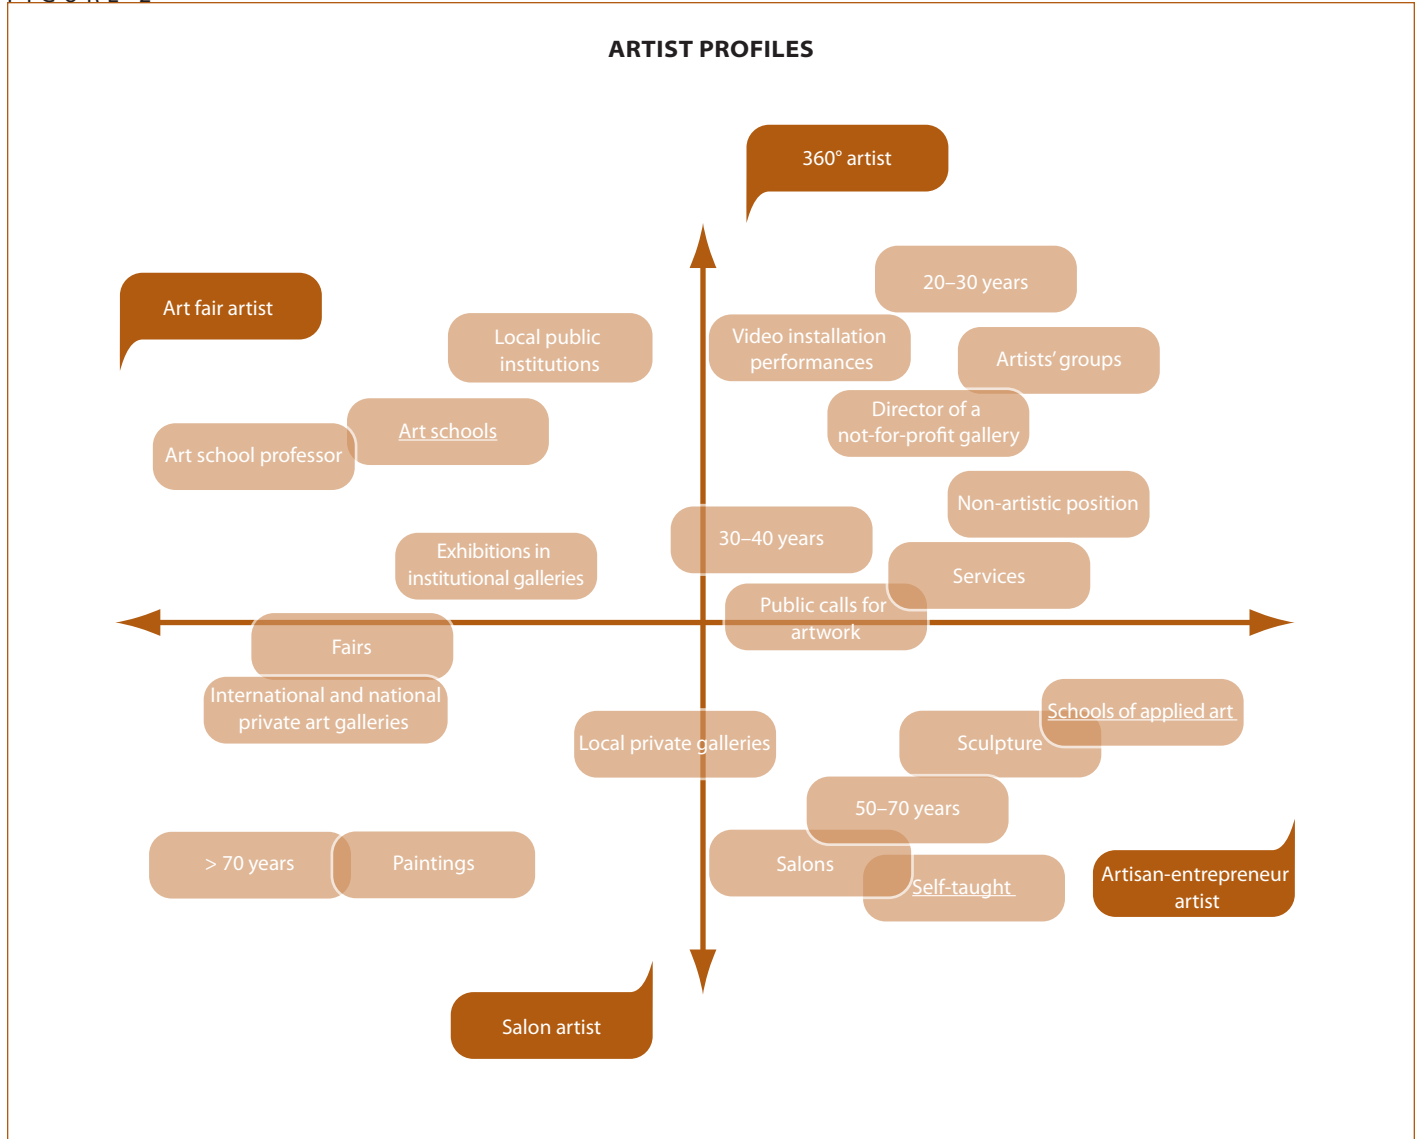 FIGURE 2
ARTIST PROFILES
360° artist
20–30 years
Art fair artist
Local public
institutions
Video installation
performances
Artists' groups
Director of a
not-for-profit gallery
Art schools
Art school professor
Non-artistic position
30–40 years
Exhibitions in
institutional galleries
Services
Public calls for
artwork
Fairs
International and national
private art galleries
Schools of applied art
Local private galleries
Sculpture
50–70 years
> 70 years
Paintings
Salons
Self-taught
Artisan-entrepreneur
artist
Salon artist